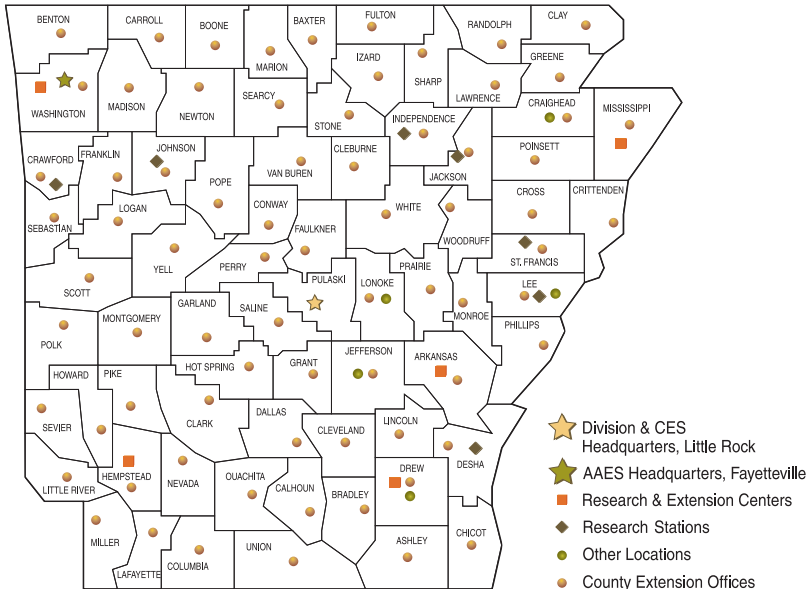 BENTON
CARROLL
BOONE
BAXTER
FULTON
RANDOLPH
CLAY
MARION
IZARD
SHARP
GREENE
WASHINGTON
MADISON
NEWTON
SEARCY
STONE
LAWRENCE
CRAIGHEAD
MISSISSIPPI
INDEPENDENCE
CRAWFORD
FRANKLIN
JOHNSON
POPE
VAN BUREN
CLEBURNE
JACKSON
POINSETT
SEBASTIAN
LOGAN
CONWAY
FAULKNER
WHITE
CROSS
CRITTENDEN
WOODRUFF
ST. FRANCIS
YELL
PERRY
PULASKI
LONOKE
PRAIRIE
LEE
SCOTT
MONTGOMERY
GARLAND
SALINE
MONROE
PHILLIPS
POLK
HOT SPRING
GRANT
JEFFERSON
ARKANSAS
HOWARD
PIKE
SEVIER
CLARK
DALLAS
CLEVELAND
LINCOLN
DESHA
LITTLE RIVER
HEMPSTEAD
NEVADA
OUACHITA
CALHOUN
BRADLEY
DREW
MILLER
LAFAYETTE
COLUMBIA
UNION
ASHLEY
CHICOT
Division & CES
Headquarters, Little Rock
AAES Headquarters, Fayetteville
Research & Extension Centers
Research Stations
Other Locations
County Extension Offices